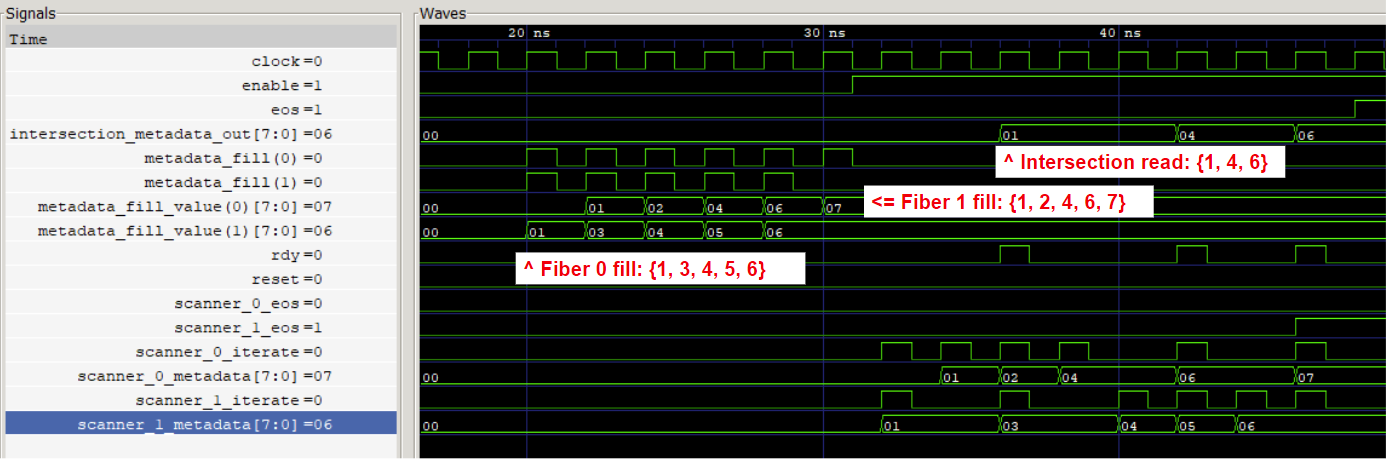 Signals
Waves
Time
20 ns
30 ns
40 ns
clock=0
enable=1
eos=1
intersection_metadata_out[7:0]=06
00
01
04
06
metadata_fill(0)=0
^ Intersection read: {1, 4, 6}
metadata_fill(1)=0
metadata_fill_value(0)[7:0]=07
00
01
02
04
06
07
<= Fiber 1 fill: {1, 2, 4, 6, 7}
metadata_fill_value(1)[7:0]=06
00
01
03
04
05
06
rdy=0
^ Fiber 0 fill: {1, 3, 4, 5, 6}
reset=0
scanner_0_eos=0
scanner_1_eos=1
scanner_0_iterate=0
scanner_0_metadata[7:0]=07
00
01
02
04
06
07
scanner_1_iterate=0
scanner_1_metadata[7:0]=06
00
01
03
04
05
06